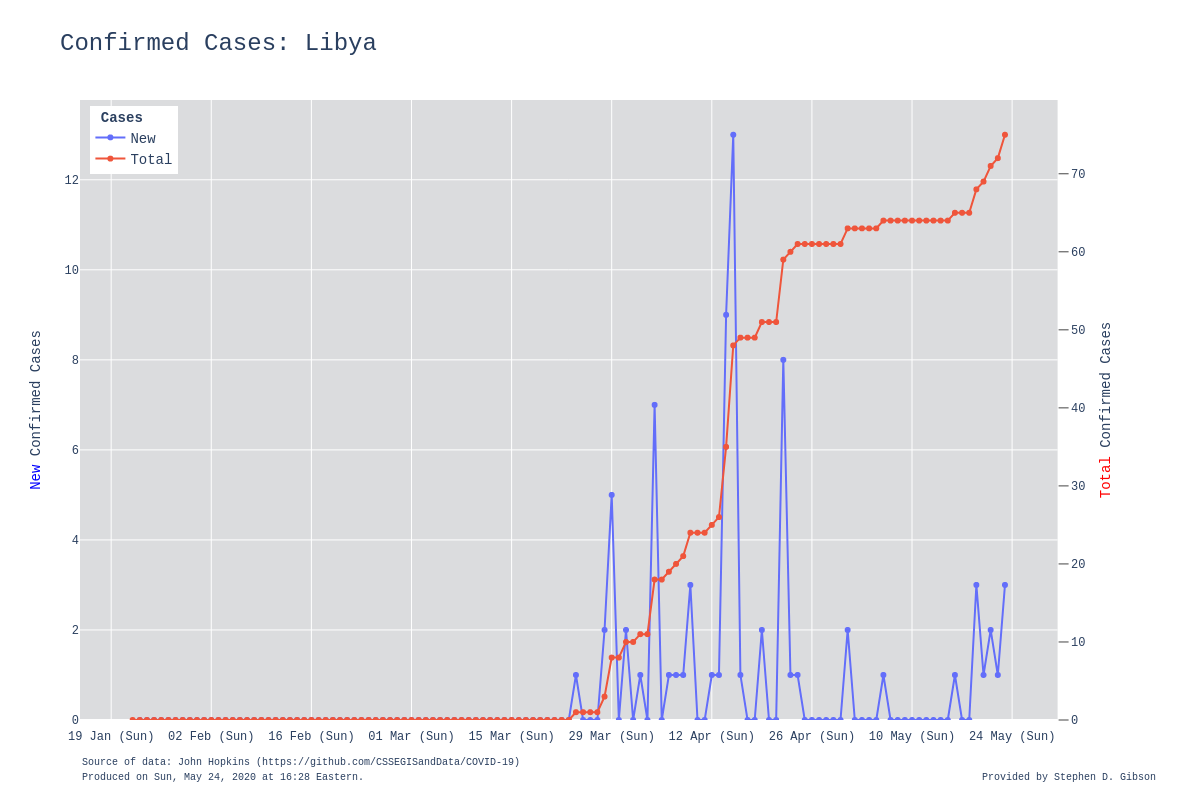 Confirmed Cases: Libya
Cases
New
Total
12
10
8
6
4
2
0
70
60
50
40
30
20
10
0
New Confirmed Cases
Total Confirmed Cases
19 Jan (Sun) 02 Feb (Sun) 16 Feb (Sun) 01 Mar (Sun) 15 Mar (Sun) 29 Mar (Sun) 12 Apr (Sun) 26 Apr (Sun) 10 May (Sun) 24 May (Sun)
Source of data: John Hopkins (https://github.com/CSSEGISandData/COVID-19)
Produced on Sun, May 24, 2020 at 16:28 Eastern.
Provided by Stephen D. Gibson